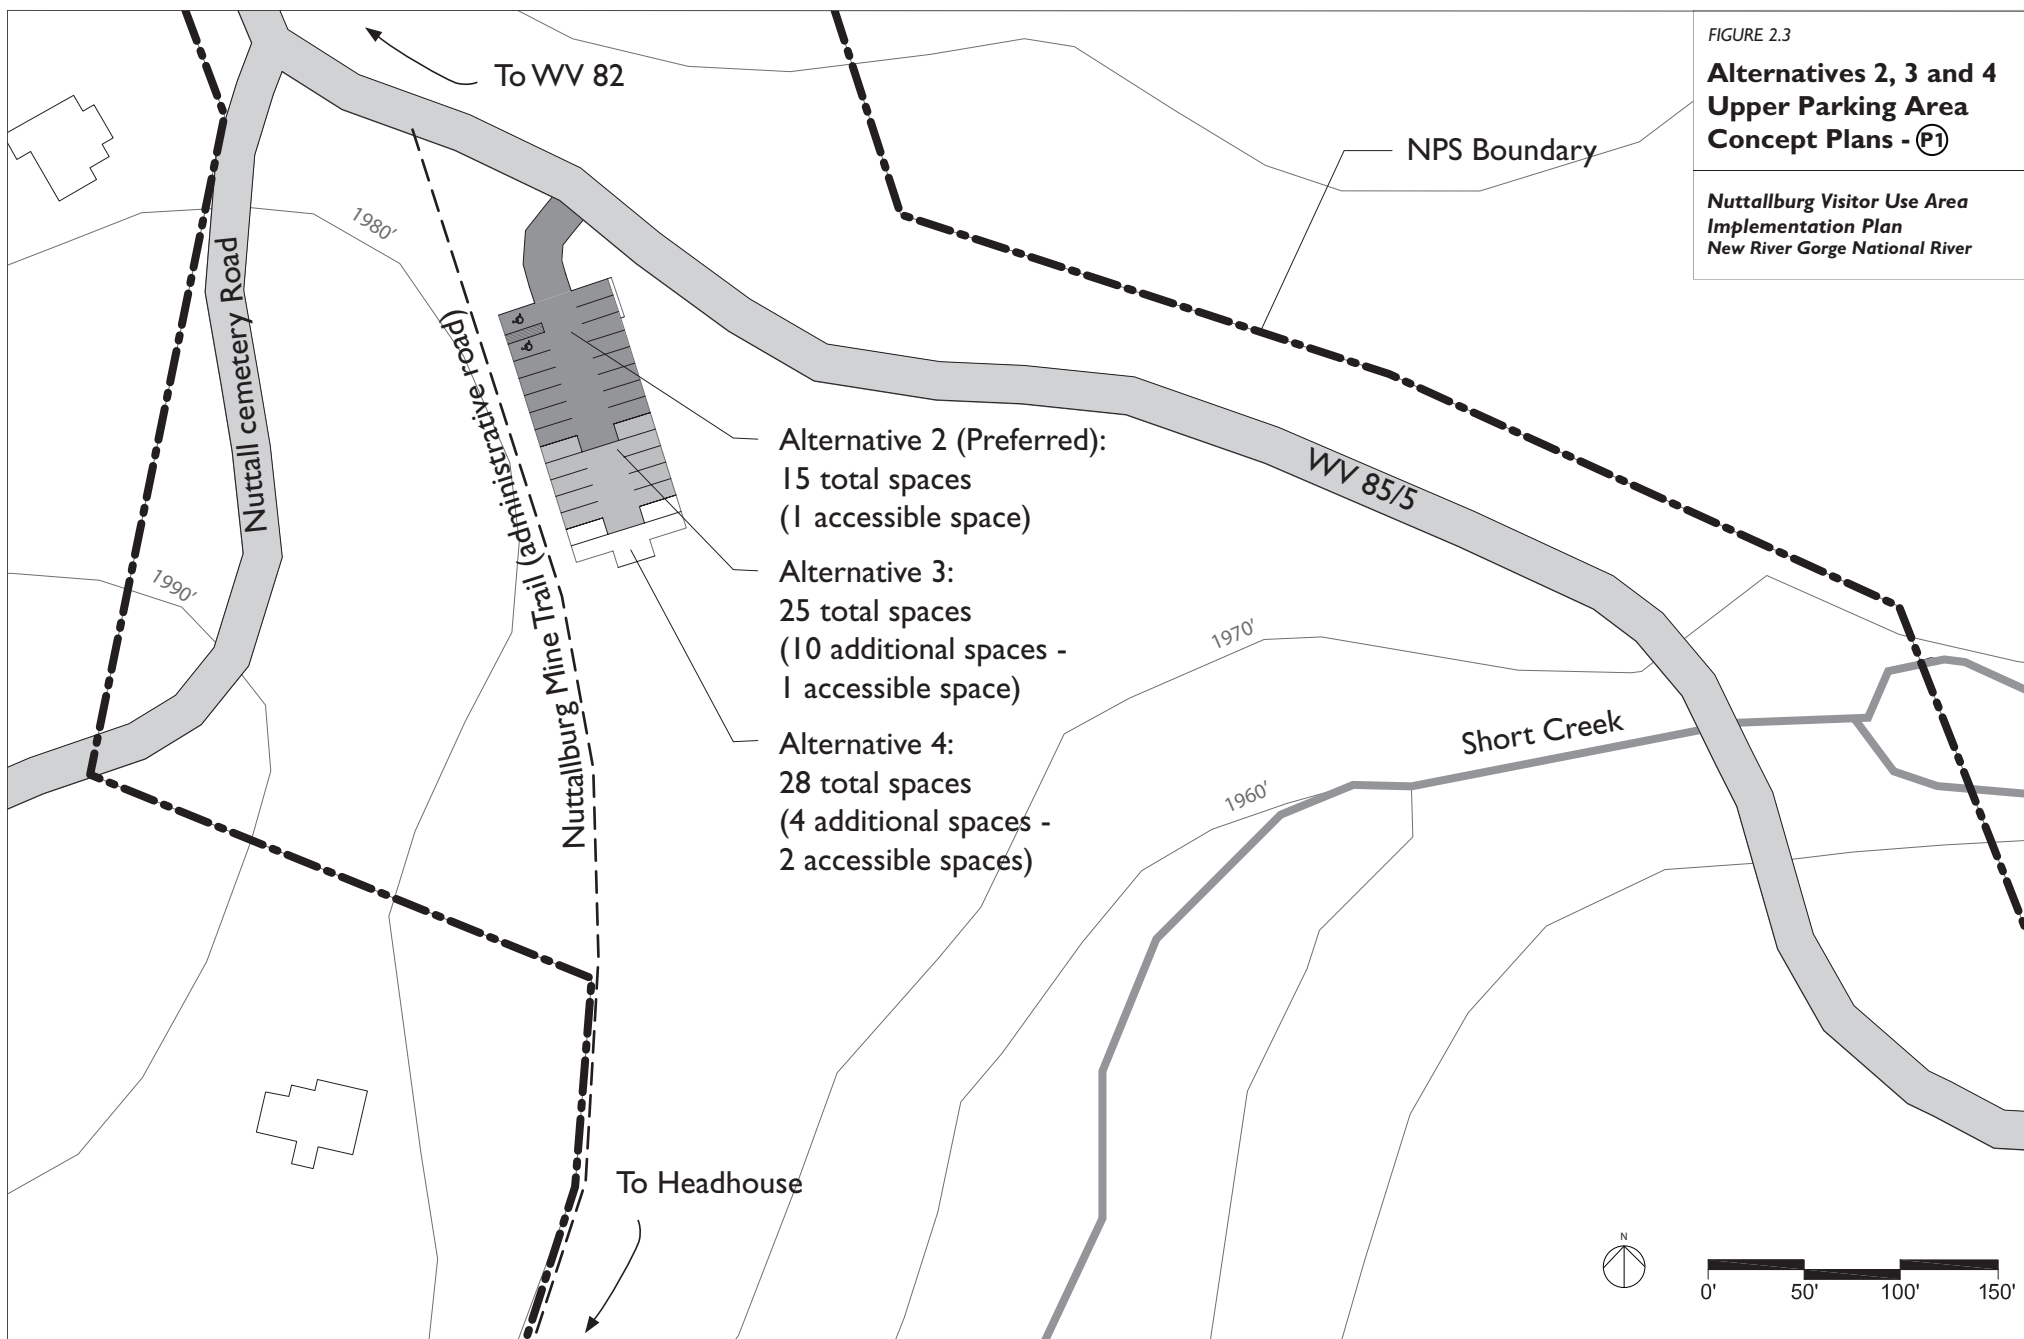 FIGURE 2.3
Alternatives 2, 3 and 4
Upper Parking Area
Concept Plans - P1
Nuttallburg Visitor Use Area
Implementation Plan
New River Gorge National River
To WV 82
NPS Boundary
1980'
Nuttall cemetery Road
Nuttallburg Mine Trail (administrative road)
Alternative 2 (Preferred):
15 total spaces
(1 accessible space)
WV 85/5
Alternative 3:
25 total spaces
(10 additional spaces -
1 accessible space)
1990'
1970'
Short Creek
Alternative 4:
28 total spaces
(4 additional spaces -
2 accessible spaces)
1960'
To Headhouse
N
0' 50' 100' 150'